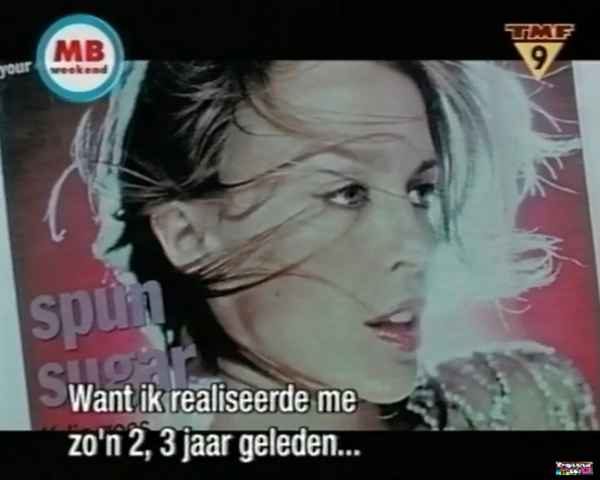 your
MB
weekend
TMF
9
spun
sugar
Want ik realiseerde me
zo'n 2, 3 jaar geleden...